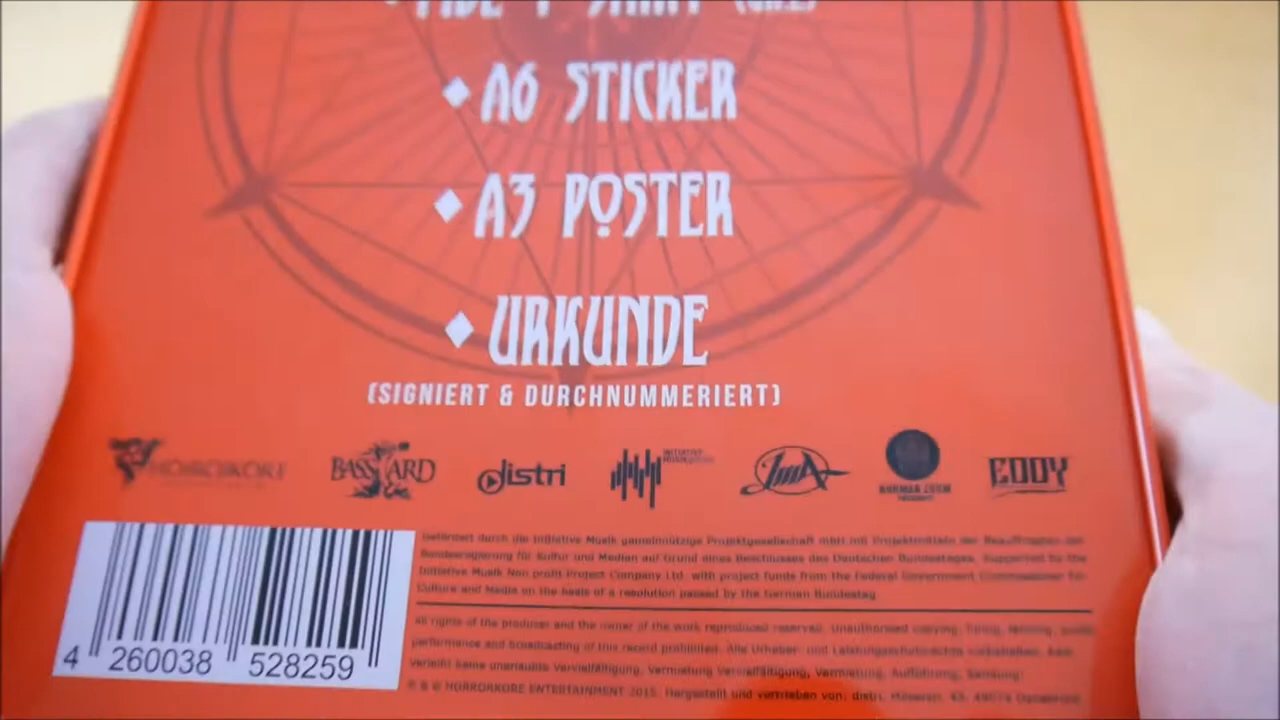 A6 STICKER
A3 POSTER
URKUNDE
(SIGNIERT & DURCHNUMMERIERT)
HORRORKORE BASSTARD distri INITIATIVE MUSIK JMA EDDY
Gefördert durch die Initiative Musik gemeinnützige Projektgesellschaft mbH mit Projektmitteln der Beauftragten der
Bundesregierung für Kultur und Medien auf Grund eines Beschlusses des Deutschen Bundestages. Supported by the
Initiative Musik Non profit Project Company Ltd. with project funds from the Federal Government Commissioner for
Culture and Media on the basis of a resolution passed by the German Bundestag.
All rights of the producer and the owner of the work reproduced reserved. Unauthorised copying, hiring, lending, public
performance and broadcasting of this record prohibited. Alle Urheber- und Leistungsschutzrechte vorbehalten. Kein
Verleih! Keine unerlaubte Vervielfältigung, Vermietung, Aufführung, Sendung!
℗ & © HORRORKORE ENTERTAINMENT 2015. Hergestellt und vertrieben von: distri,
4 260038 528259